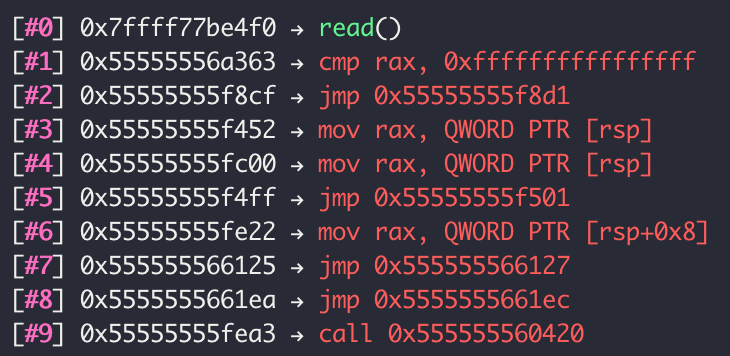 [#0] 0x7ffff77be4f0 → read()
[#1] 0x55555556a363 → cmp rax, 0xffffffffffffffff
[#2] 0x55555555f8cf → jmp 0x55555555f8d1
[#3] 0x55555555f452 → mov rax, QWORD PTR [rsp]
[#4] 0x55555555fc00 → mov rax, QWORD PTR [rsp]
[#5] 0x55555555f4ff → jmp 0x55555555f501
[#6] 0x55555555fe22 → mov rax, QWORD PTR [rsp+0x8]
[#7] 0x555555566125 → jmp 0x555555566127
[#8] 0x5555555661ea → jmp 0x5555555661ec
[#9] 0x55555555fea3 → call 0x555555560420